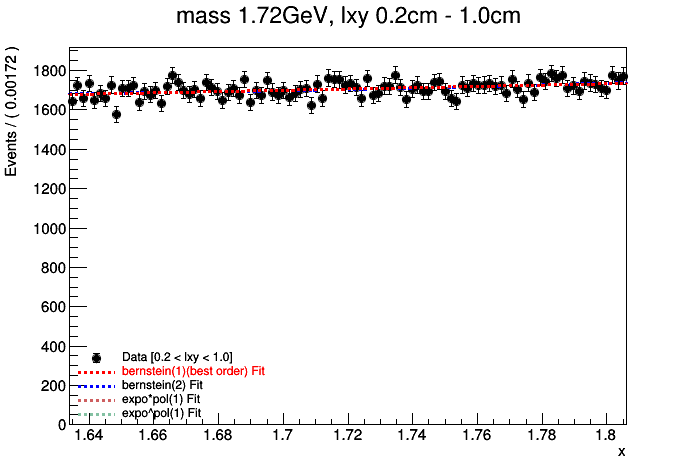 mass 1.72GeV, lxy 0.2cm - 1.0cm
Events / ( 0.00172 )
1800
1600
1400
1200
1000
800
600
400
200
0
Data [0.2 < lxy < 1.0]
bernstein(1)(best order) Fit
bernstein(2) Fit
expo*pol(1) Fit
expo^pol(1) Fit
1.64 1.66 1.68 1.7 1.72 1.74 1.76 1.78 1.8
x